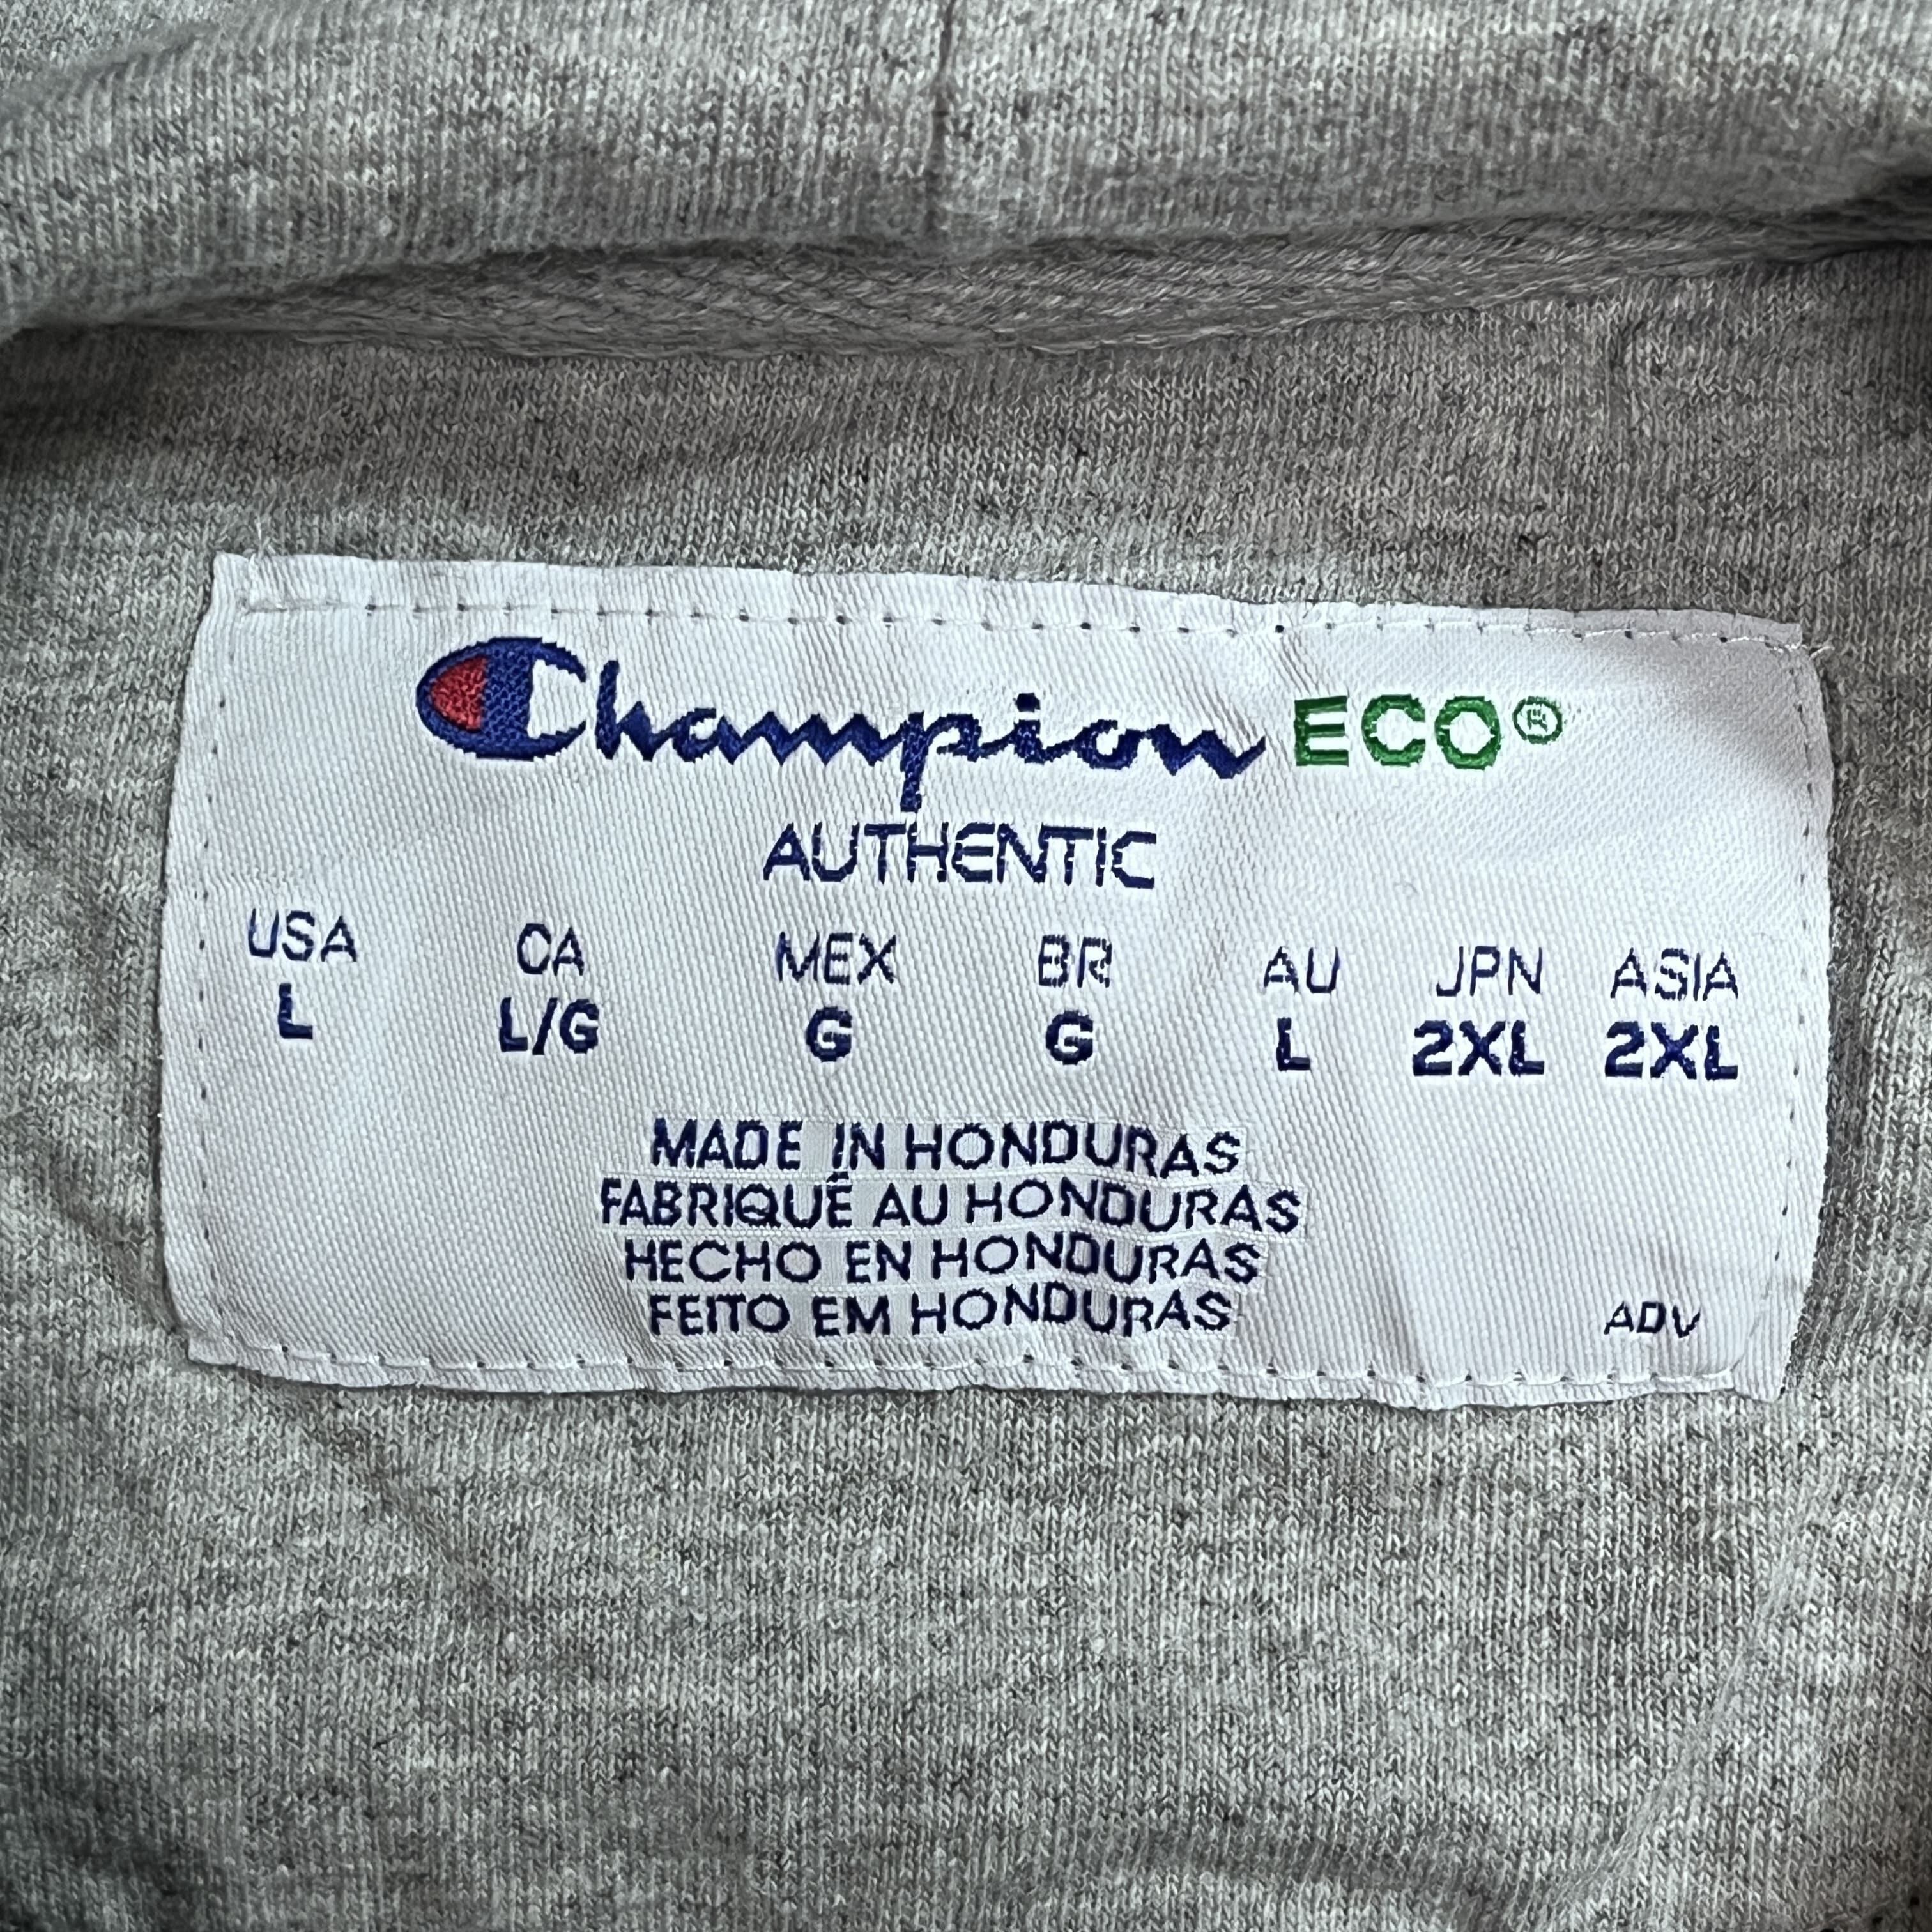 Champion ECO®
AUTHENTIC
USA CA MEX BR AU JPN ASIA
L L/G G G L 2XL 2XL
MADE IN HONDURAS
FABRIQUÉ AU HONDURAS
HECHO EN HONDURAS
FEITO EM HONDURAS
ADV